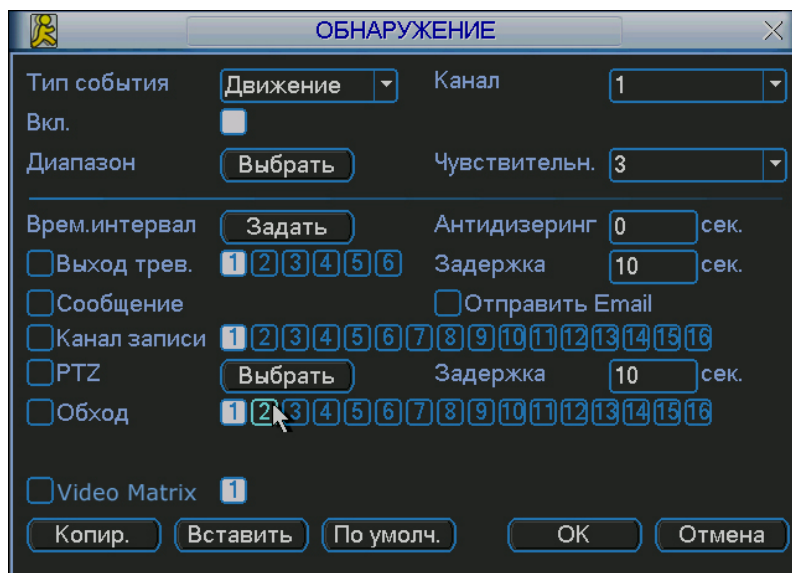 ОБНАРУЖЕНИЕ
Тип события Движение Канал 1
Вкл.
Диапазон Выбрать Чувствительн. 3
Врем.интервал Задать Антидизеринг 0 сек.
Выход трев. 1 2 3 4 5 6 Задержка 10 сек.
Сообщение Отправить Email
Канал записи 1 2 3 4 5 6 7 8 9 10 11 12 13 14 15 16
PTZ Выбрать Задержка 10 сек.
Обход 1 2 3 4 5 6 7 8 9 10 11 12 13 14 15 16
Video Matrix 1
Копир. Вставить По умолч. OK Отмена